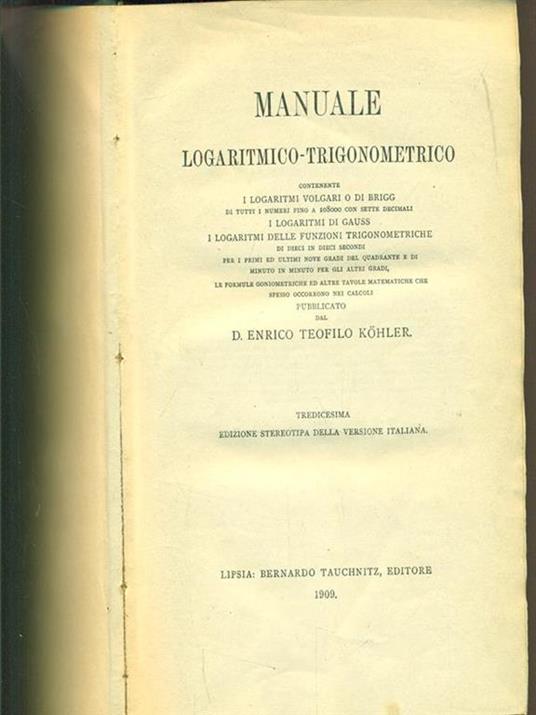 MANUALE
LOGARITMICO-TRIGONOMETRICO
CONTENENTE
I LOGARITMI VOLGARI O DI BRIGG
DI TUTTI I NUMERI FINO A 108000 CON SETTE DECIMALI
I LOGARITMI DI GAUSS
I LOGARITMI DELLE FUNZIONI TRIGONOMETRICHE
DI DIECI IN DIECI SECONDI
PER I PRIMI ED ULTIMI NOVE GRADI DEL QUADRANTE E DI
MINUTO IN MINUTO PER GLI ALTRI GRADI,
LE FORMULE GONIOMETRICHE ED ALTRE TAVOLE MATEMATICHE CHE
SPESSO OCCORRONO NEI CALCOLI
PUBBLICATO
DAL
D. ENRICO TEOFILO KÖHLER.
TREDICESIMA
EDIZIONE STEREOTIPA DELLA VERSIONE ITALIANA.
LIPSIA: BERNARDO TAUCHNITZ, EDITORE
1909.